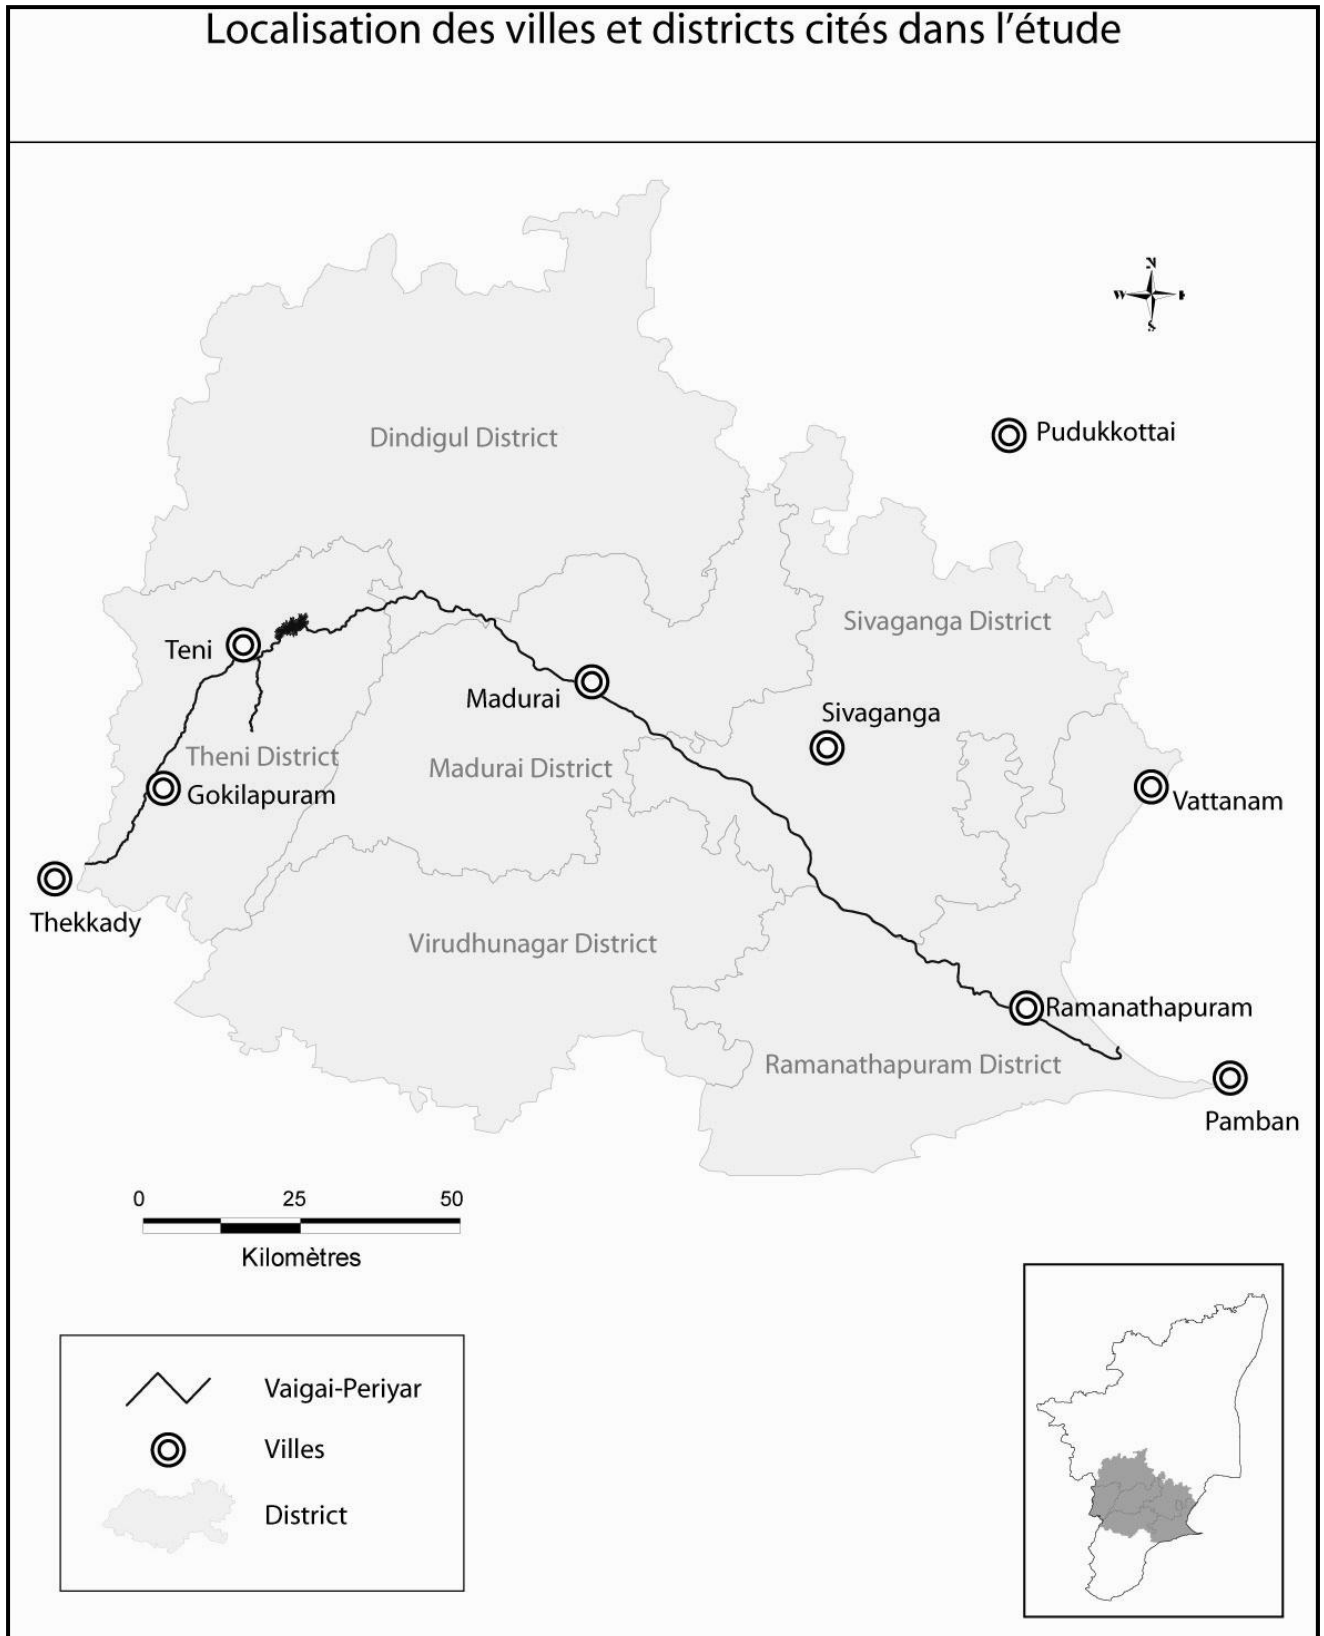 Localisation des villes et districts cités dans l'étude
N
W E
S
Pudukkottai
Dindigul District
Sivaganga District
Teni
Madurai
Sivaganga
Theni District
Madurai District
Gokilapuram
Vattanam
Thekkady
Virudhunagar District
Ramanathapuram
Ramanathapuram District
Pamban
0 25 50
Kilomètres
Vaigai-Periyar
Villes
District